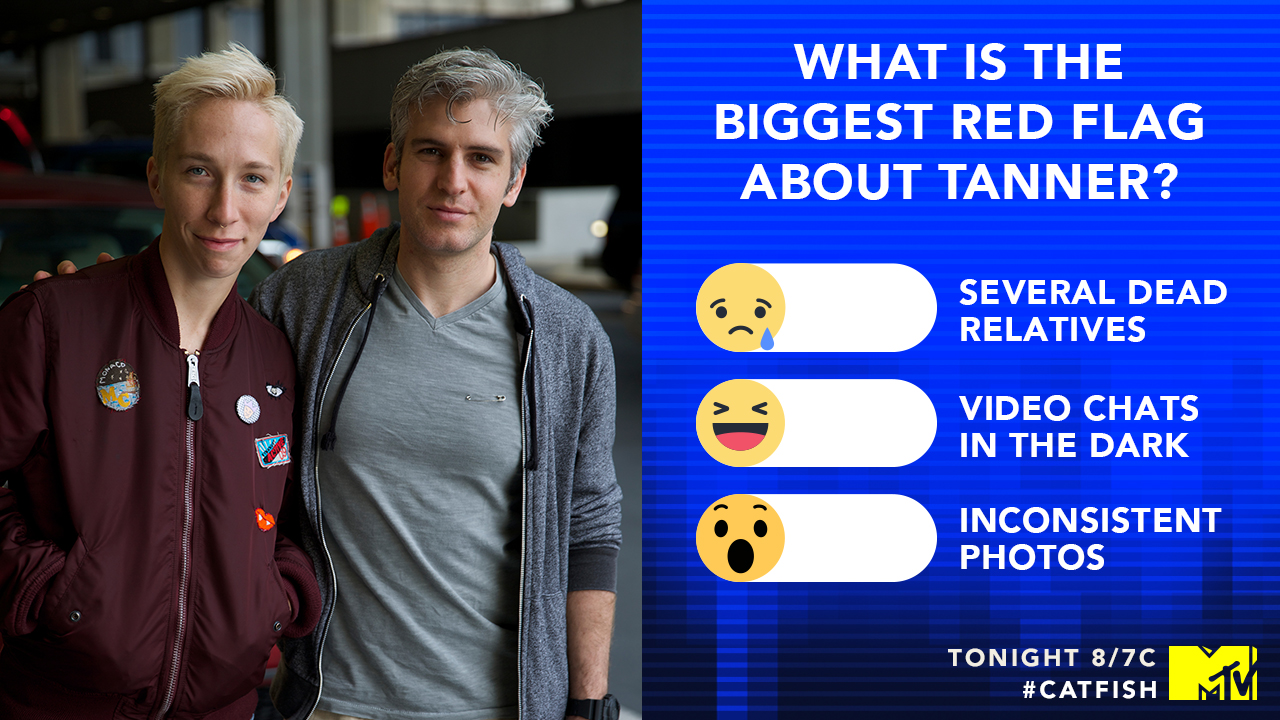 WHAT IS THE
BIGGEST RED FLAG
ABOUT TANNER?
SEVERAL DEAD
RELATIVES
VIDEO CHATS
IN THE DARK
INCONSISTENT
PHOTOS
TONIGHT 8/7C
#CATFISH
MTV
MONACO